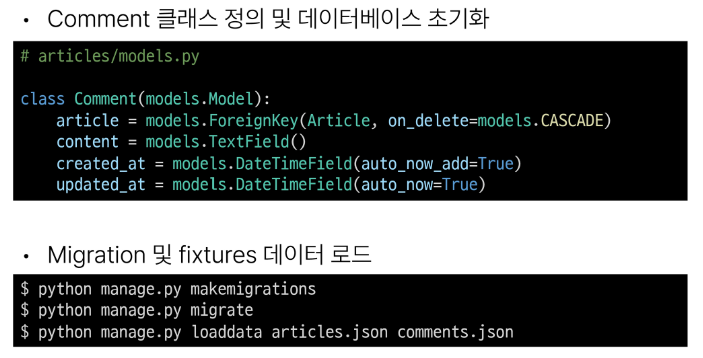 • Comment 클래스 정의 및 데이터베이스 초기화
# articles/models.py
class Comment(models.Model):
    article = models.ForeignKey(Article, on_delete=models.CASCADE)
    content = models.TextField()
    created_at = models.DateTimeField(auto_now_add=True)
    updated_at = models.DateTimeField(auto_now=True)
• Migration 및 fixtures 데이터 로드
$ python manage.py makemigrations
$ python manage.py migrate
$ python manage.py loaddata articles.json comments.json